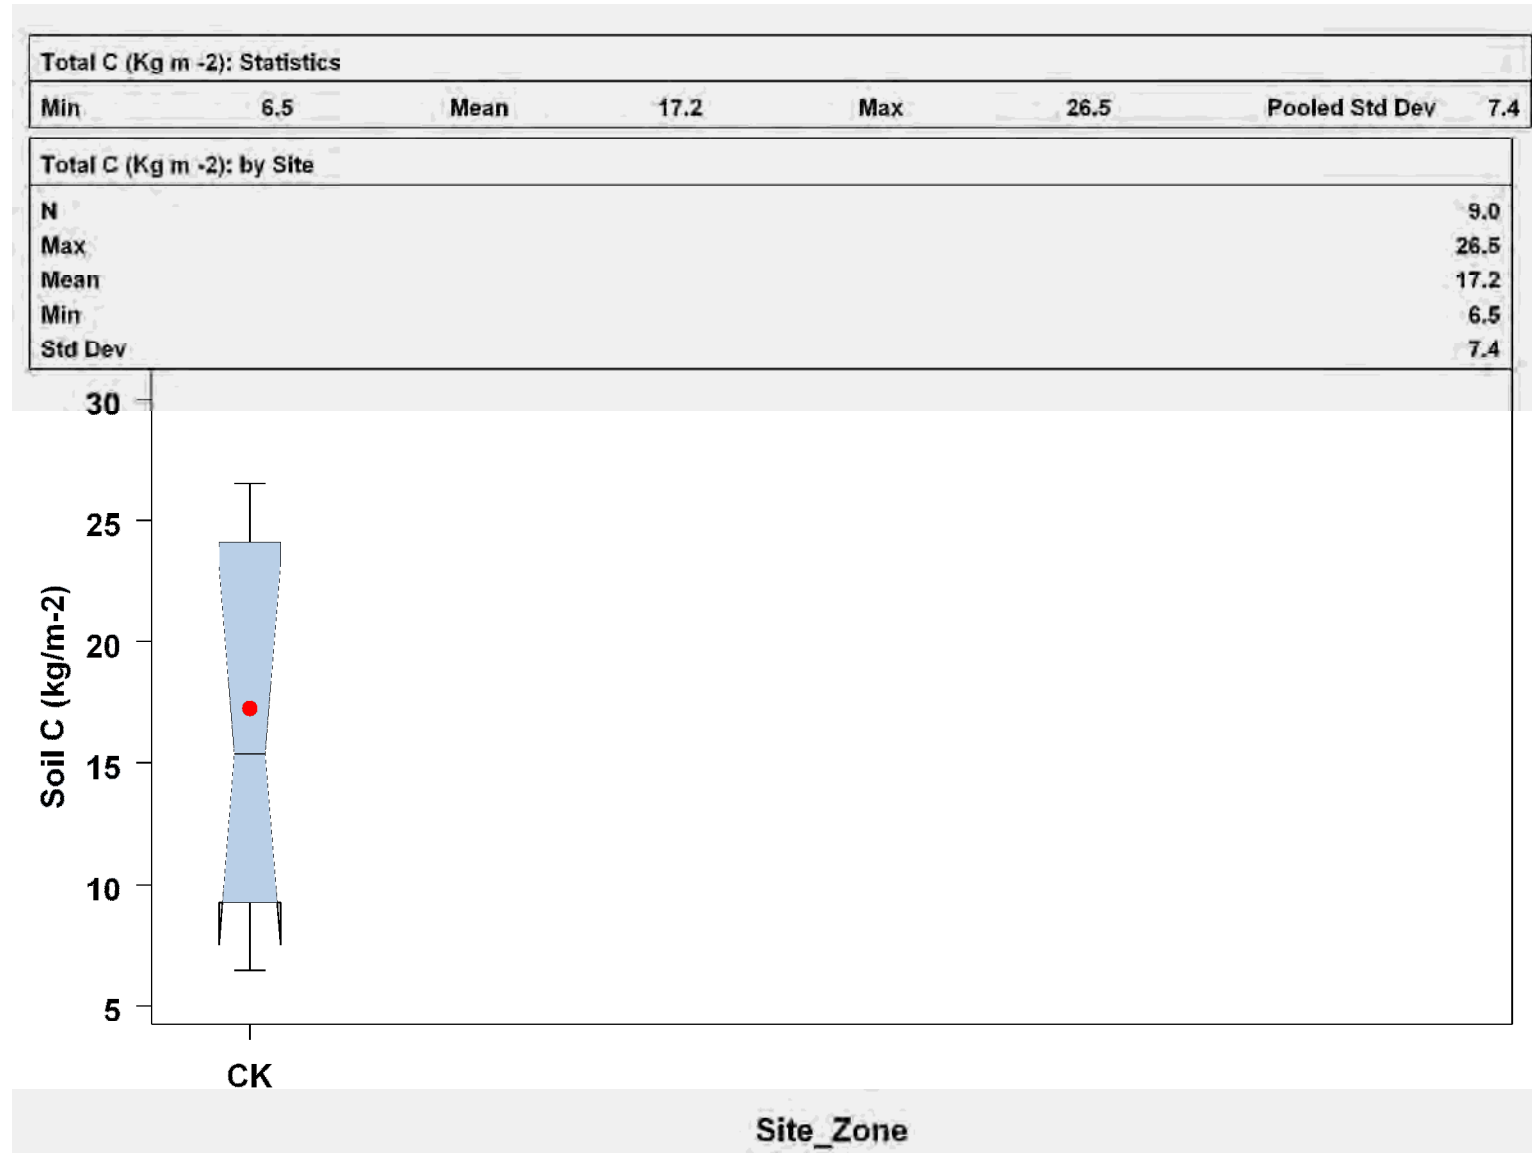 Total C (Kg m -2): Statistics
Min 6.5 Mean 17.2 Max 26.5 Pooled Std Dev 7.4
Total C (Kg m -2): by Site
N 9.0
Max 26.5
Mean 17.2
Min 6.5
Std Dev 7.4
30
25
20
15
10
5
Soil C (kg/m-2)
CK
Site_Zone